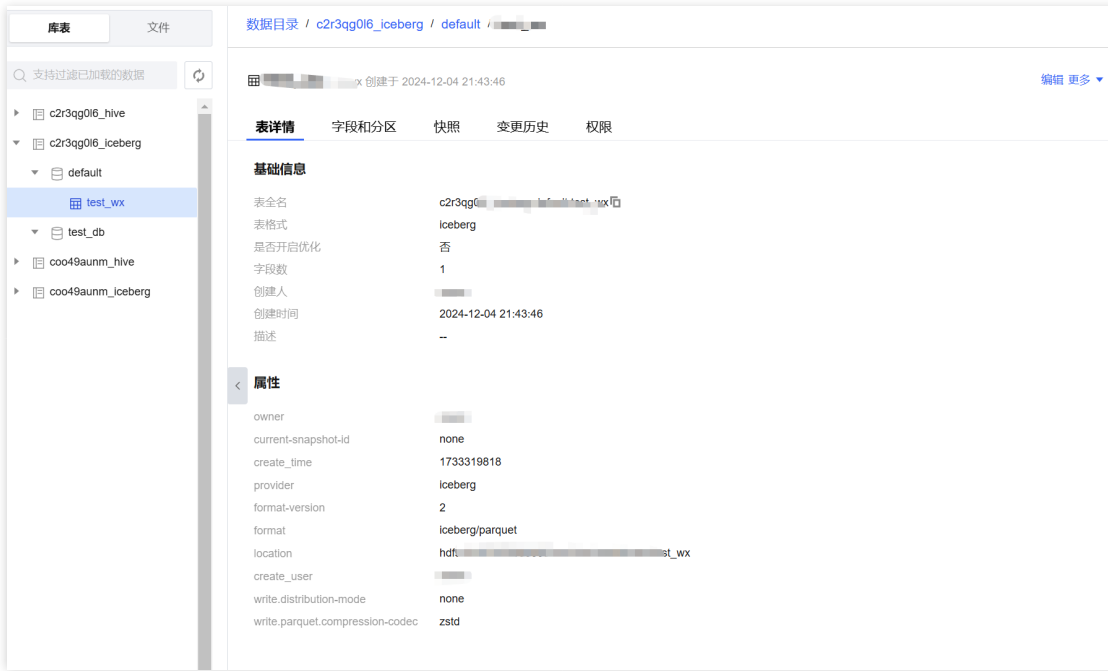 库表 文件
支持过滤已加载的数据
c2r3qg0l6_hive
c2r3qg0l6_iceberg
default
test_wx
test_db
coo49aunm_hive
coo49aunm_iceberg
数据目录 / c2r3qg0l6_iceberg / default /
x 创建于 2024-12-04 21:43:46
编辑 更多
表详情 字段和分区 快照 变更历史 权限
基础信息
表全名 c2r3qg
表格式 iceberg
是否开启优化 否
字段数 1
创建人
创建时间 2024-12-04 21:43:46
描述 --
属性
owner
current-snapshot-id none
create_time 1733319818
provider iceberg
format-version 2
format iceberg/parquet
location hdf st_wx
create_user
write.distribution-mode none
write.parquet.compression-codec zstd